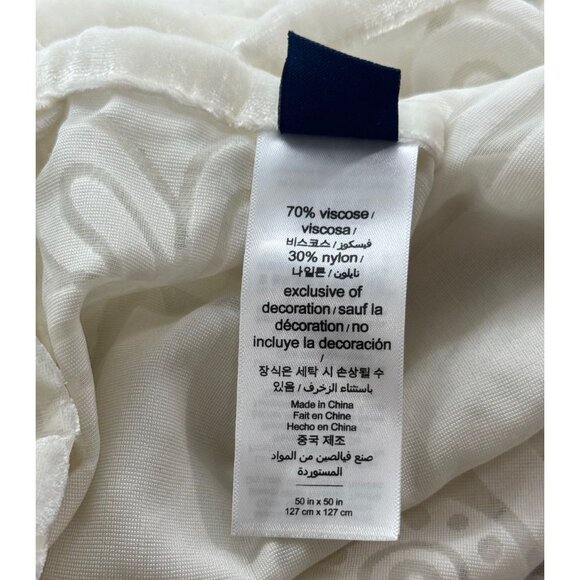 70% viscose /
viscosa /
비스코스 / فيسكوز /
30% nylon /
나일론 / نايلون
exclusive of
decoration / sauf la
décoration / no
incluye la decoración
/
장식은 세탁 시 손상될 수
있음 / باستثناء الزخرف /
Made in China
Fait en Chine
Hecho en China
중국 제조
صنع فيالصين من المواد
المستوردة
50 in x 50 in
127 cm x 127 cm